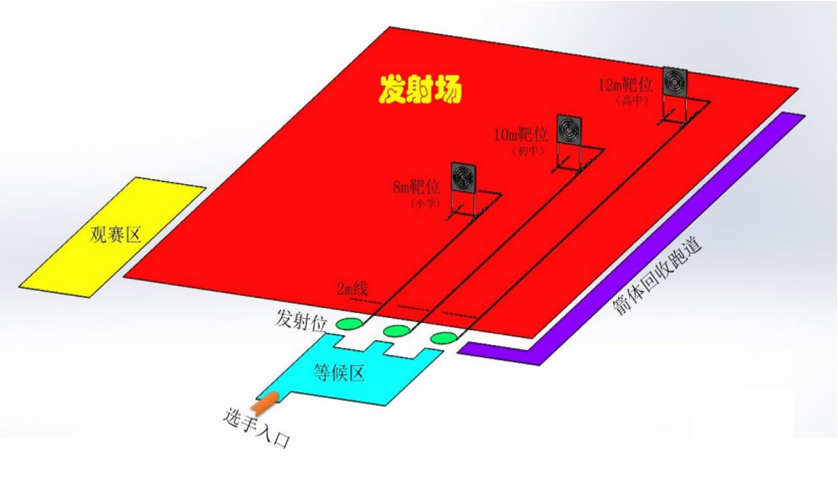 发射场
12m靶位
(高中)
10m靶位
(初中)
8m靶位
(小学)
观赛区
2m线
发射位
箭体回收跑道
等候区
选手入口